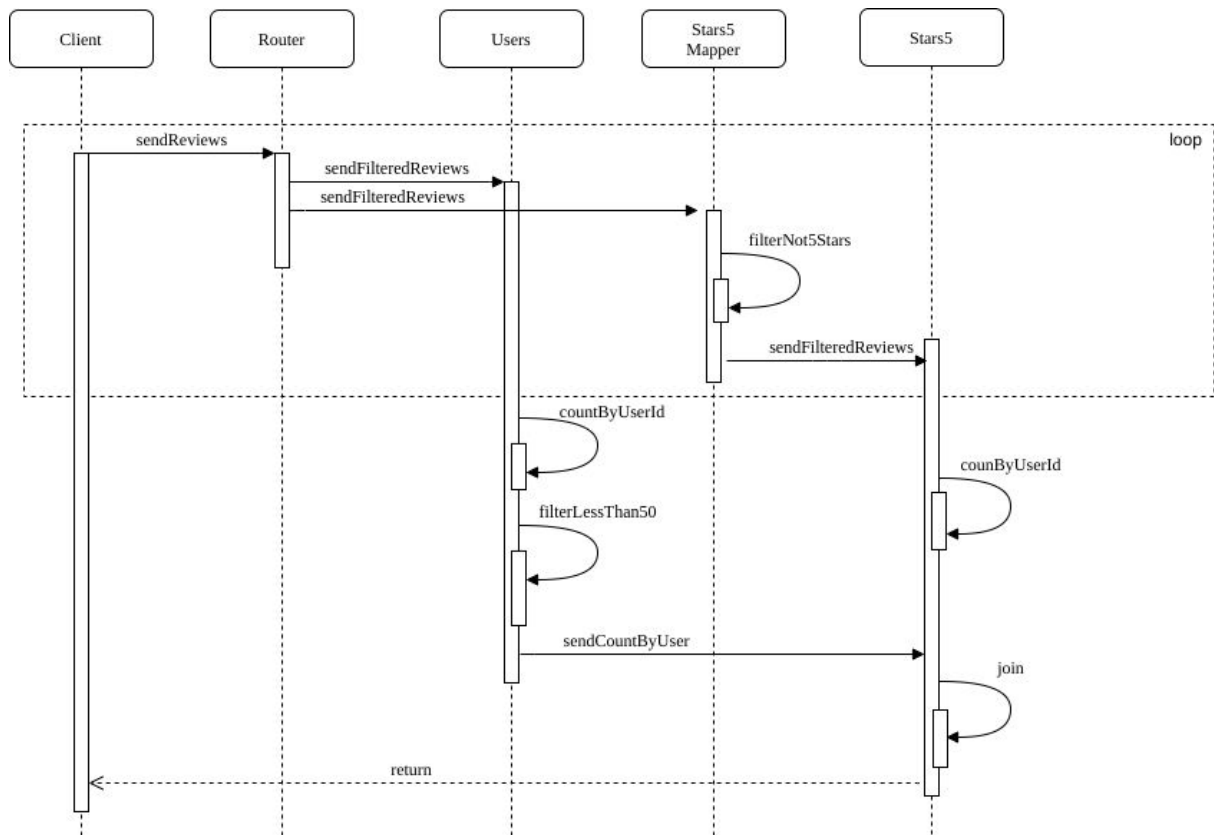 Client
Router
Users
Stars5
Mapper
Stars5
loop
sendReviews
sendFilteredReviews
sendFilteredReviews
filterNot5Stars
sendFilteredReviews
countByUserId
counByUserId
filterLessThan50
sendCountByUser
join
return